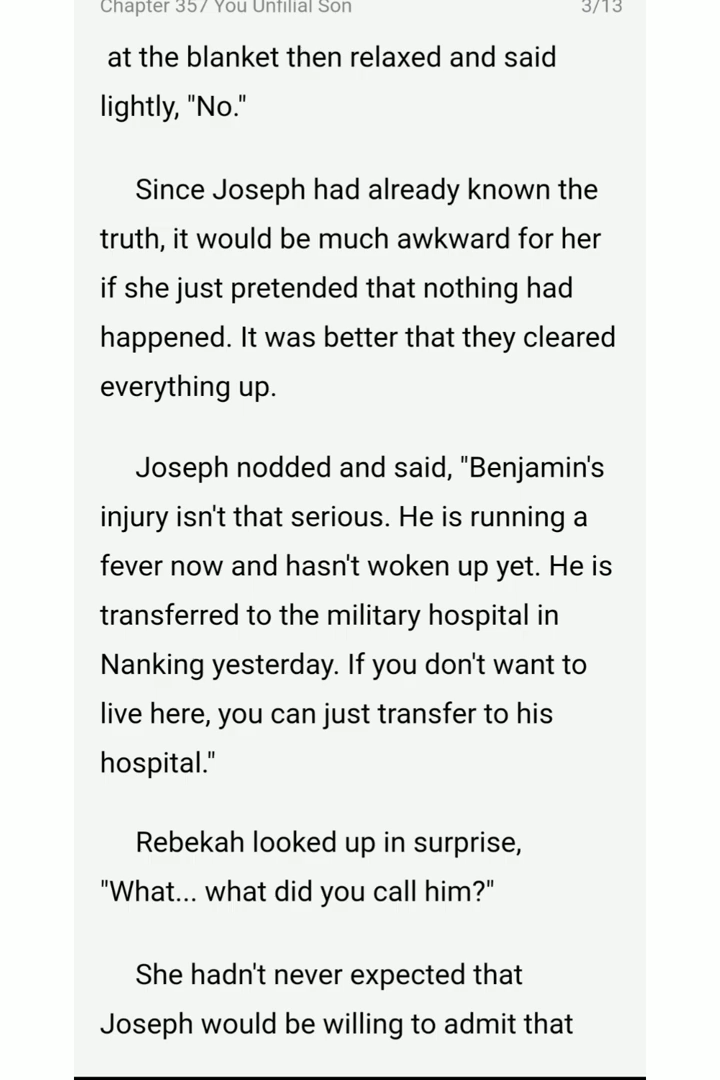 Chapter 357 You Unfilial Son 3/13
at the blanket then relaxed and said
lightly, "No."
Since Joseph had already known the
truth, it would be much awkward for her
if she just pretended that nothing had
happened. It was better that they cleared
everything up.
Joseph nodded and said, "Benjamin's
injury isn't that serious. He is running a
fever now and hasn't woken up yet. He is
transferred to the military hospital in
Nanking yesterday. If you don't want to
live here, you can just transfer to his
hospital."
Rebekah looked up in surprise,
"What... what did you call him?"
She hadn't never expected that
Joseph would be willing to admit that